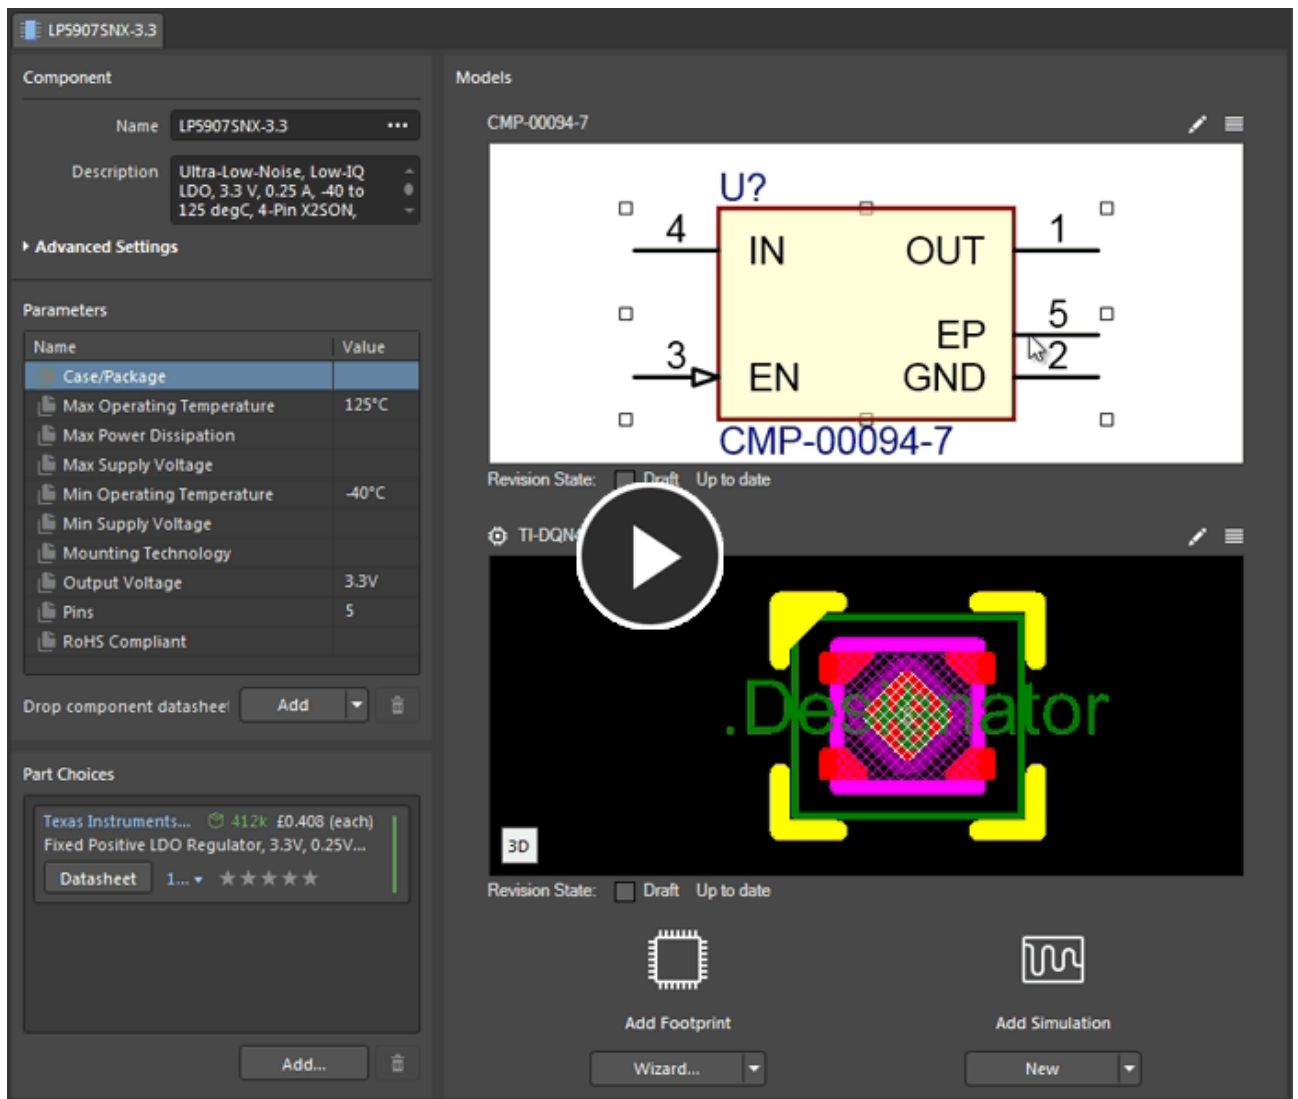 LP5907SNX-3.3
Component
Name LP5907SNX-3.3
Description Ultra-Low-Noise, Low-IQ
LDO, 3.3 V, 0.25 A, -40 to
125 degC, 4-Pin X2SON,
Advanced Settings
Parameters
Name Value
Case/Package
Max Operating Temperature 125°C
Max Power Dissipation
Max Supply Voltage
Min Operating Temperature -40°C
Min Supply Voltage
Mounting Technology
Output Voltage 3.3V
Pins 5
RoHS Compliant
Drop component datasheet Add
Part Choices
Texas Instruments... 412k £0.408 (each)
Fixed Positive LDO Regulator, 3.3V, 0.25V...
Datasheet 1...
Add...
Models
CMP-00094-7
U?
4 IN OUT 1
EP 5
3 EN GND 2
CMP-00094-7
Revision State: Draft Up to date
TI-DQN
.Designator
3D
Revision State: Draft Up to date
Add Footprint Add Simulation
Wizard... New